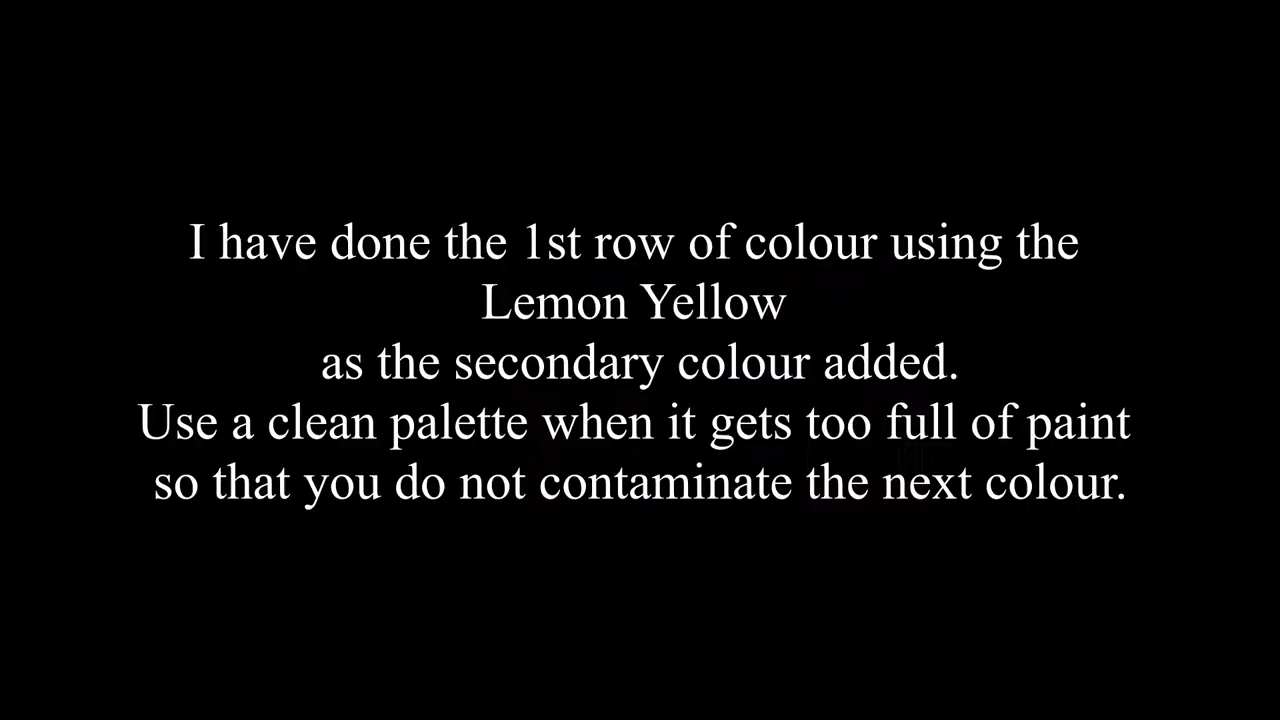 I have done the 1st row of colour using the
Lemon Yellow
as the secondary colour added.
Use a clean palette when it gets too full of paint
so that you do not contaminate the next colour.